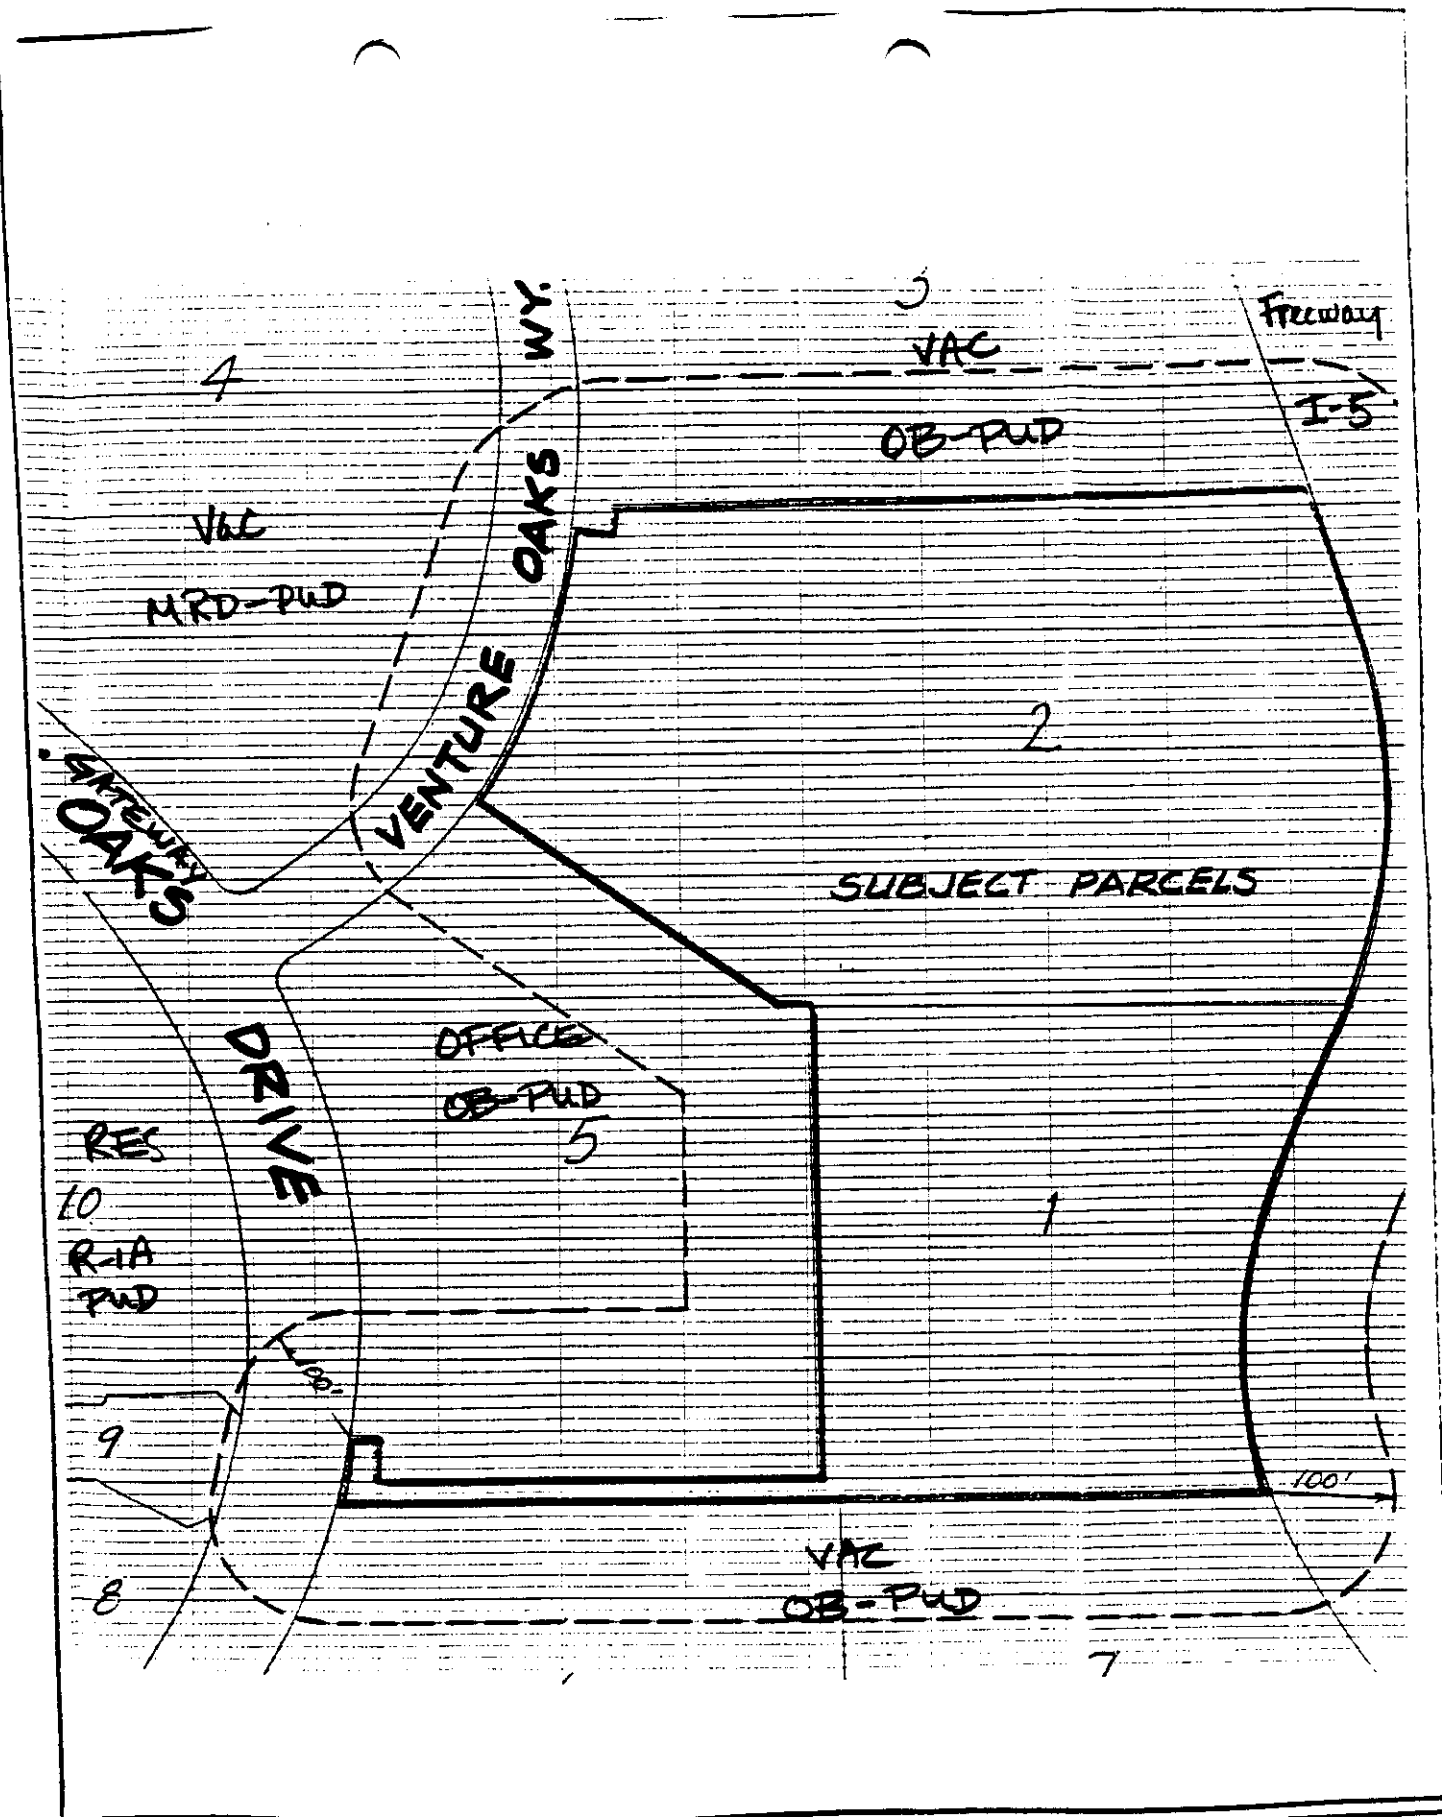 3
Freeway
I-5
VAC
OB-PUD
4
VAC
MRD-PUD
VENTURE OAKS WY.
2
SUBJECT PARCELS
GATEWAY
OAKS
DRIVE
OFFICE
OB-PUD
5
RES
10
R-1A
PUD
1
9
8
100'
VAC
OB-PUD
7